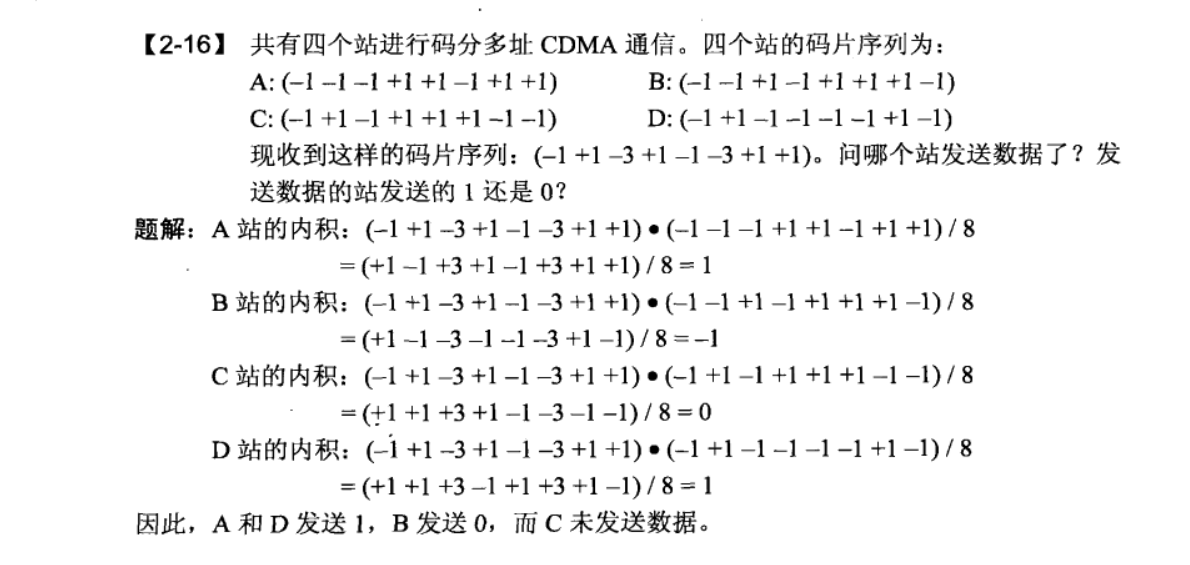 【2-16】 共有四个站进行码分多址 CDMA 通信。四个站的码片序列为：
A: (–1 –1 –1 +1 +1 –1 +1 +1) B: (–1 –1 +1 –1 +1 +1 +1 –1)
C: (–1 +1 –1 +1 +1 +1 –1 –1) D: (–1 +1 –1 –1 –1 –1 +1 –1)
现收到这样的码片序列：(–1 +1 –3 +1 –1 –3 +1 +1)。问哪个站发送数据了？发
送数据的站发送的 1 还是 0？
题解：A 站的内积：(–1 +1 –3 +1 –1 –3 +1 +1) • (–1 –1 –1 +1 +1 –1 +1 +1) / 8
= (+1 –1 +3 +1 –1 +3 +1 +1) / 8 = 1
B 站的内积：(–1 +1 –3 +1 –1 –3 +1 +1) • (–1 –1 +1 –1 +1 +1 +1 –1) / 8
= (+1 –1 –3 –1 –1 –3 +1 –1) / 8 = –1
C 站的内积：(–1 +1 –3 +1 –1 –3 +1 +1) • (–1 +1 –1 +1 +1 +1 –1 –1) / 8
= (+1 +1 +3 +1 –1 –3 –1 –1) / 8 = 0
D 站的内积：(–1 +1 –3 +1 –1 –3 +1 +1) • (–1 +1 –1 –1 –1 –1 +1 –1) / 8
= (+1 +1 +3 –1 +1 +3 +1 –1) / 8 = 1
因此，A 和 D 发送 1，B 发送 0，而 C 未发送数据。